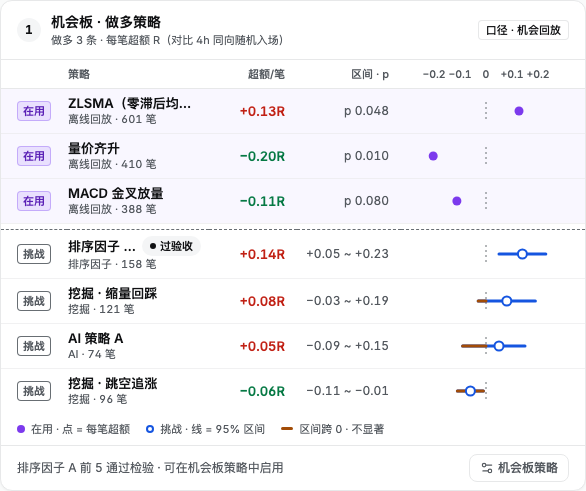 1 机会板 · 做多策略
做多 3 条 · 每笔超额 R（对比 4h 同向随机入场）
口径 · 机会回放
策略 超额/笔 区间 · p −0.2 −0.1 0 +0.1 +0.2
在用 ZLSMA（零滞后均... +0.13R p 0.048
离线回放 · 601 笔
在用 量价齐升 −0.20R p 0.010
离线回放 · 410 笔
在用 MACD 金叉放量 −0.11R p 0.080
离线回放 · 388 笔
挑战 排序因子 ... 过验收 +0.14R +0.05 ~ +0.23
排序因子 · 158 笔
挑战 挖掘 · 缩量回踩 +0.08R −0.03 ~ +0.19
挖掘 · 121 笔
挑战 AI 策略 A +0.05R −0.09 ~ +0.15
AI · 74 笔
挑战 挖掘 · 跳空追涨 −0.06R −0.11 ~ −0.01
挖掘 · 96 笔
在用 · 点 = 每笔超额 挑战 · 线 = 95% 区间 区间跨 0 · 不显著
排序因子 A 前 5 通过检验 · 可在机会板策略中启用
机会板策略